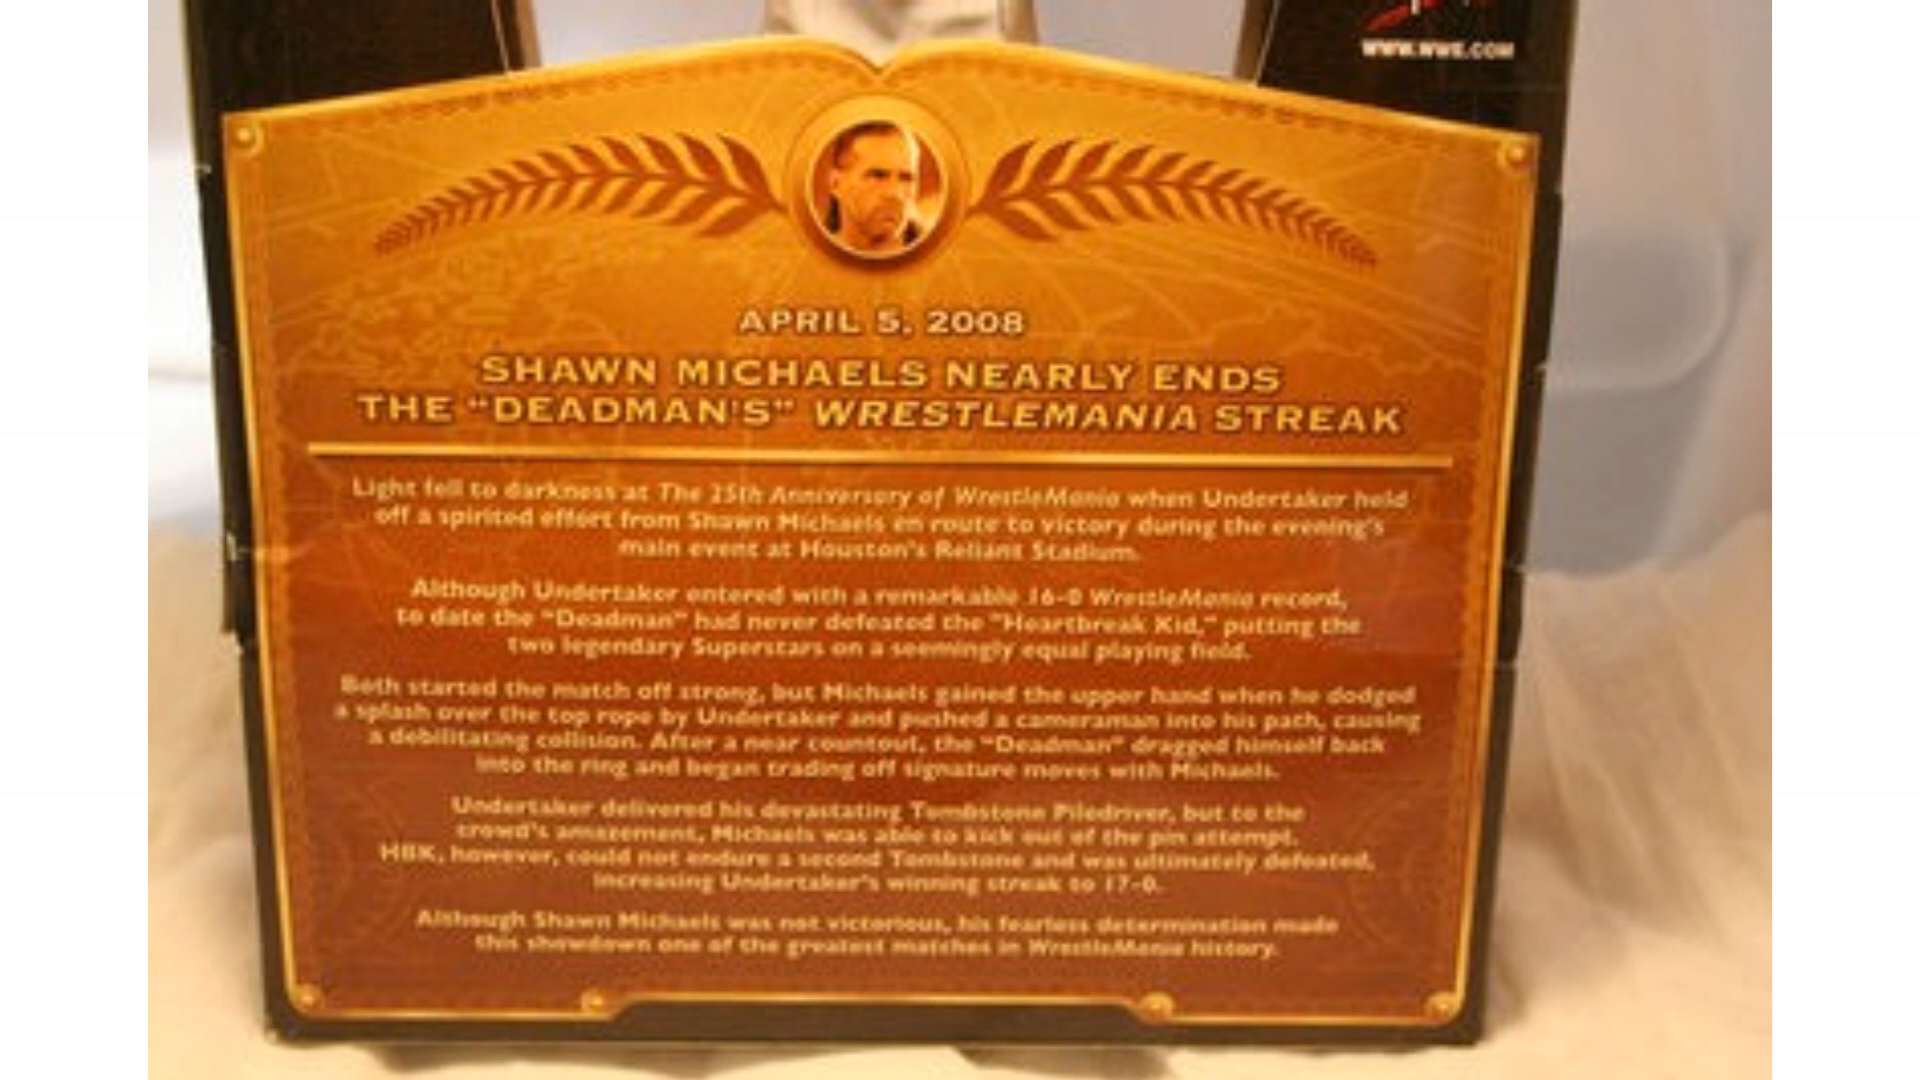 WWW.WWE.COM
APRIL 5, 2008
SHAWN MICHAELS NEARLY ENDS
THE "DEADMAN'S" WRESTLEMANIA STREAK
Light fell to darkness at The 25th Anniversary of WrestleMania when Undertaker held
off a spirited effort from Shawn Michaels en route to victory during the evening's
main event at Houston's Reliant Stadium.
Although Undertaker entered with a remarkable 16-0 WrestleMania record,
to date the "Deadman" had never defeated the "Heartbreak Kid," putting the
two legendary Superstars on a seemingly equal playing field.
Both started the match off strong, but Michaels gained the upper hand when he dodged
a splash over the top rope by Undertaker and pushed a cameraman into his path, causing
a debilitating collision. After a near countout, the "Deadman" dragged himself back
into the ring and began trading off signature moves with Michaels.
Undertaker delivered his devastating Tombstone Piledriver, but to the
crowd's amazement, Michaels was able to kick out of the pin attempt.
HBK, however, could not endure a second Tombstone and was ultimately defeated,
increasing Undertaker's winning streak to 17-0.
Although Shawn Michaels was not victorious, his fearless determination made
this showdown one of the greatest matches in WrestleMania history.